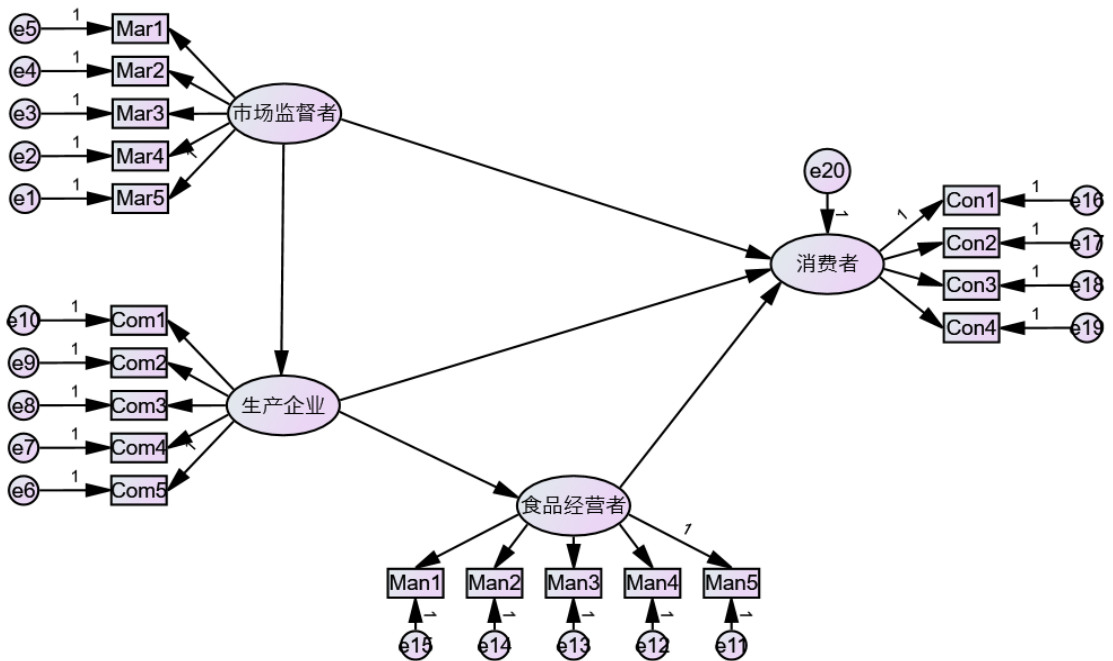 e5 1 Mar1
e4 1 Mar2
e3 1 Mar3
e2 1 Mar4
e1 1 Mar5
1
市场监督者
e20
1
消费者
1
Con1 1 e16
Con2 1 e17
Con3 1 e18
Con4 1 e19
e10 1 Com1
e9 1 Com2
e8 1 Com3
e7 1 Com4
e6 1 Com5
1
生产企业
食品经营者
1
Man1 Man2 Man3 Man4 Man5
1 1 1 1 1
e15 e14 e13 e12 e11